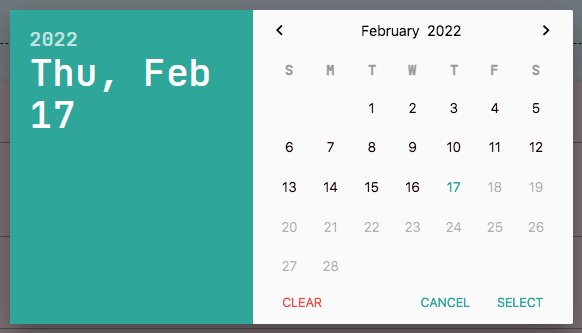 2022
Thu, Feb
17
February 2022
S M T W T F S
1 2 3 4 5
6 7 8 9 10 11 12
13 14 15 16 17 18 19
20 21 22 23 24 25 26
27 28
CLEAR CANCEL SELECT